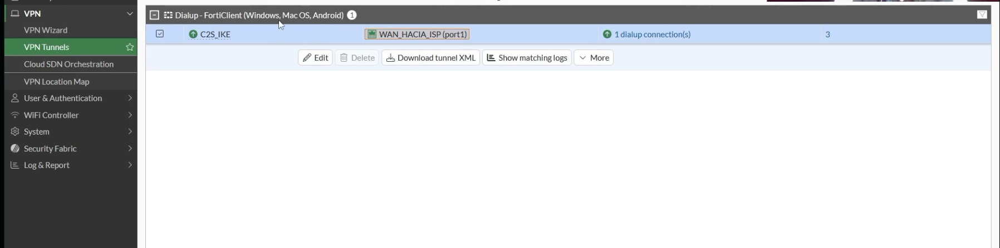 VPN
VPN Wizard
VPN Tunnels
Cloud SDN Orchestration
VPN Location Map
User & Authentication
WiFi Controller
System
Security Fabric
Log & Report
Dialup - FortiClient (Windows, Mac OS, Android) 1
C2S_IKE WAN_HACIA_ISP (port1) 1 dialup connection(s) 3
Edit Delete Download tunnel XML Show matching logs More